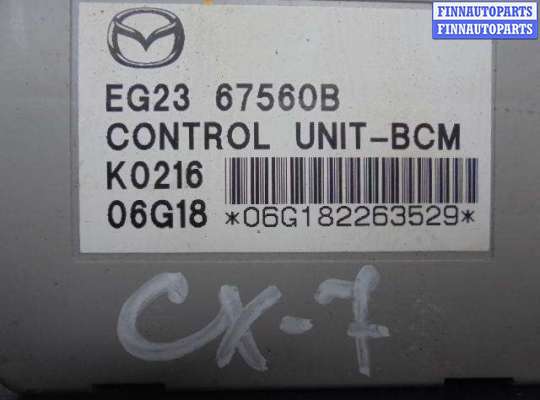 FINNAUTOPARTS
FINNAUTOPARTS
EG23 67560B
CONTROL UNIT-BCM
K0216
06G18 *06G182263529*
CX-7